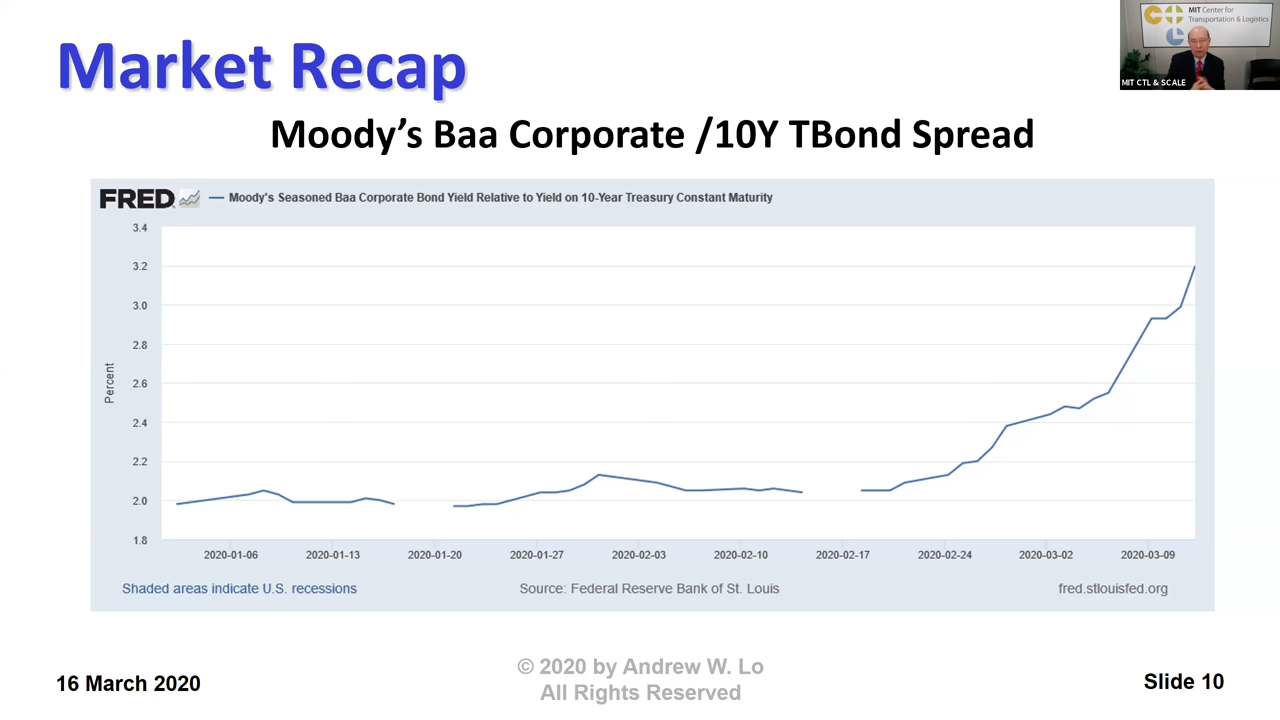 Market Recap
MIT Center for
Transportation & Logistics
MIT CTL & SCALE
Moody's Baa Corporate /10Y TBond Spread
FRED
Moody's Seasoned Baa Corporate Bond Yield Relative to Yield on 10-Year Treasury Constant Maturity
3.4
3.2
3.0
2.8
2.6
2.4
2.2
2.0
1.8
Percent
2020-01-06 2020-01-13 2020-01-20 2020-01-27 2020-02-03 2020-02-10 2020-02-17 2020-02-24 2020-03-02 2020-03-09
Shaded areas indicate U.S. recessions Source: Federal Reserve Bank of St. Louis fred.stlouisfed.org
16 March 2020
© 2020 by Andrew W. Lo
All Rights Reserved
Slide 10